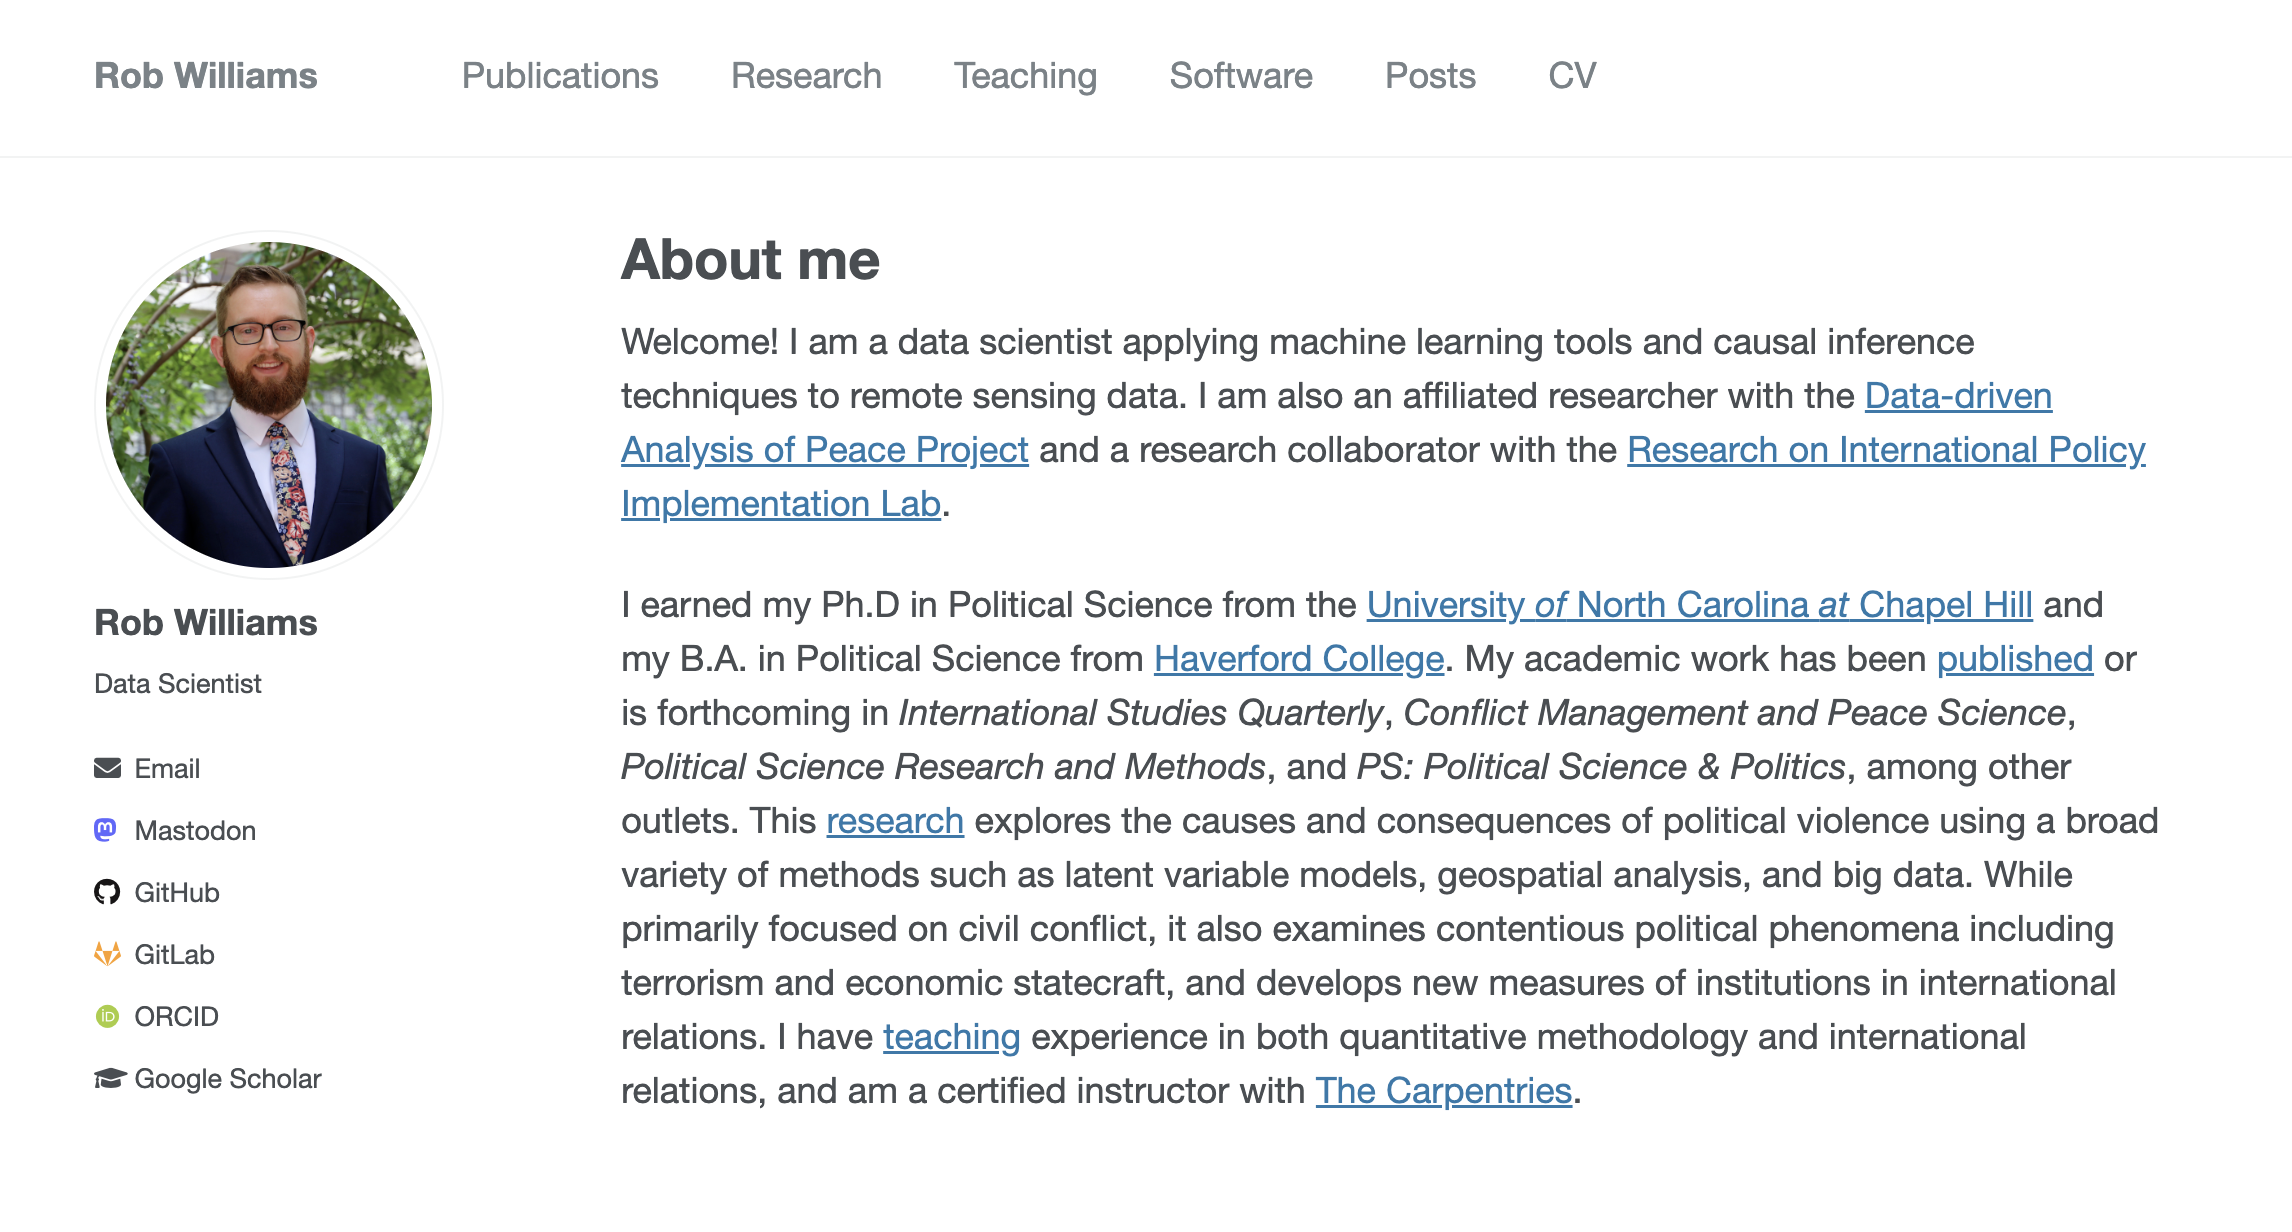 Rob Williams Publications Research Teaching Software Posts CV
Rob Williams
Data Scientist
Email
Mastodon
GitHub
GitLab
ORCID
Google Scholar
About me
Welcome! I am a data scientist applying machine learning tools and causal inference
techniques to remote sensing data. I am also an affiliated researcher with the Data-driven
Analysis of Peace Project and a research collaborator with the Research on International Policy
Implementation Lab.
I earned my Ph.D in Political Science from the University of North Carolina at Chapel Hill and
my B.A. in Political Science from Haverford College. My academic work has been published or
is forthcoming in International Studies Quarterly, Conflict Management and Peace Science,
Political Science Research and Methods, and PS: Political Science & Politics, among other
outlets. This research explores the causes and consequences of political violence using a broad
variety of methods such as latent variable models, geospatial analysis, and big data. While
primarily focused on civil conflict, it also examines contentious political phenomena including
terrorism and economic statecraft, and develops new measures of institutions in international
relations. I have teaching experience in both quantitative methodology and international
relations, and am a certified instructor with The Carpentries.